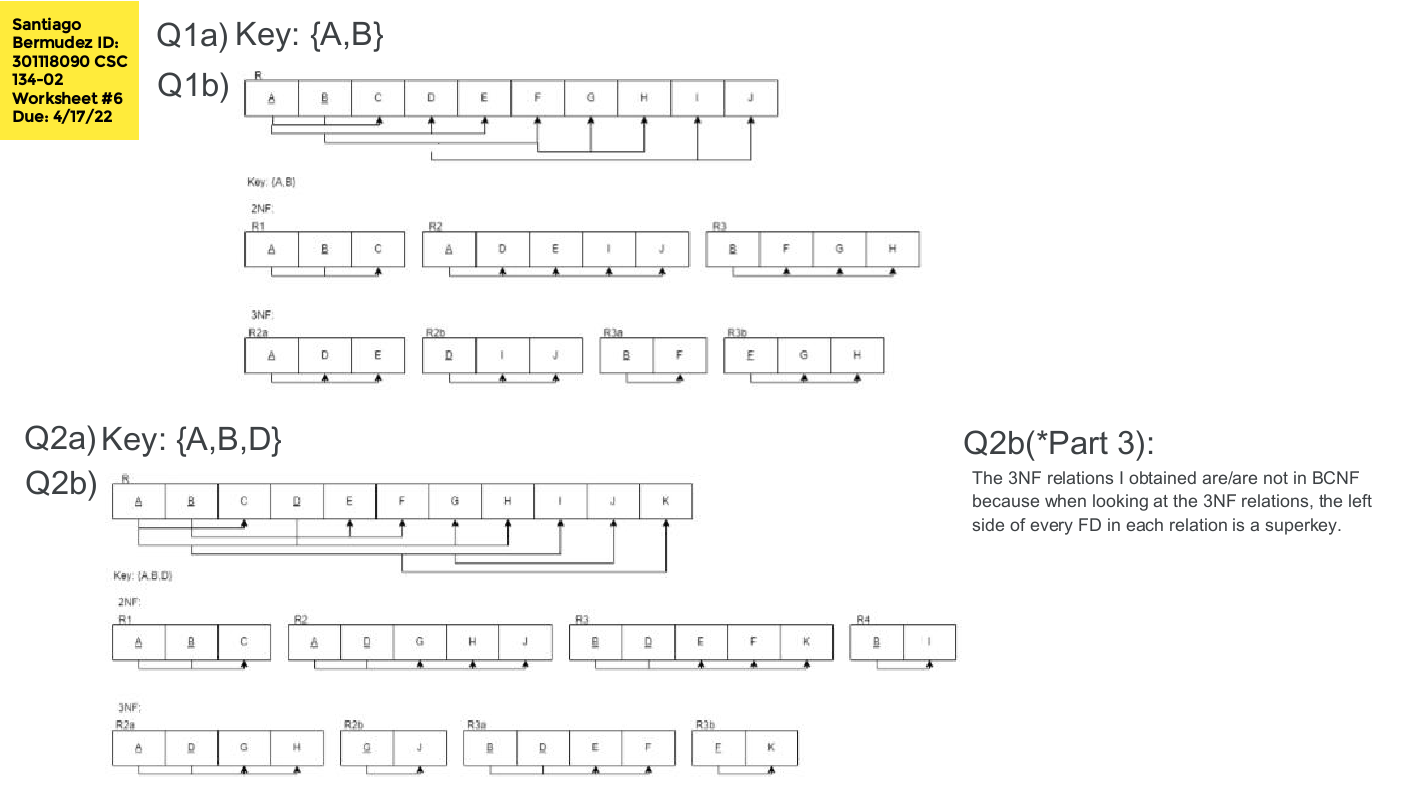 Santiago
Bermudez ID:
301118090 CSC
134-02
Worksheet #6
Due: 4/17/22
Q1a) Key: {A,B}
Q1b)
R
A B C D E F G H I J
Key: {A,B}
2NF:
R1 R2 R3
A B C A D E I J B F G H
3NF:
R2a R2b R3a R3b
A D E D I J B F F G H
Q2a) Key: {A,B,D}
Q2b)
R
A B C D E F G H I J K
Key: {A,B,D}
2NF:
R1 R2 R3 R4
A B C A D G H J B D E F K B I
3NF:
R2a R2b R3a R3b
A D G H G J B D E F F K
Q2b(*Part 3):
The 3NF relations I obtained are/are not in BCNF
because when looking at the 3NF relations, the left
side of every FD in each relation is a superkey.